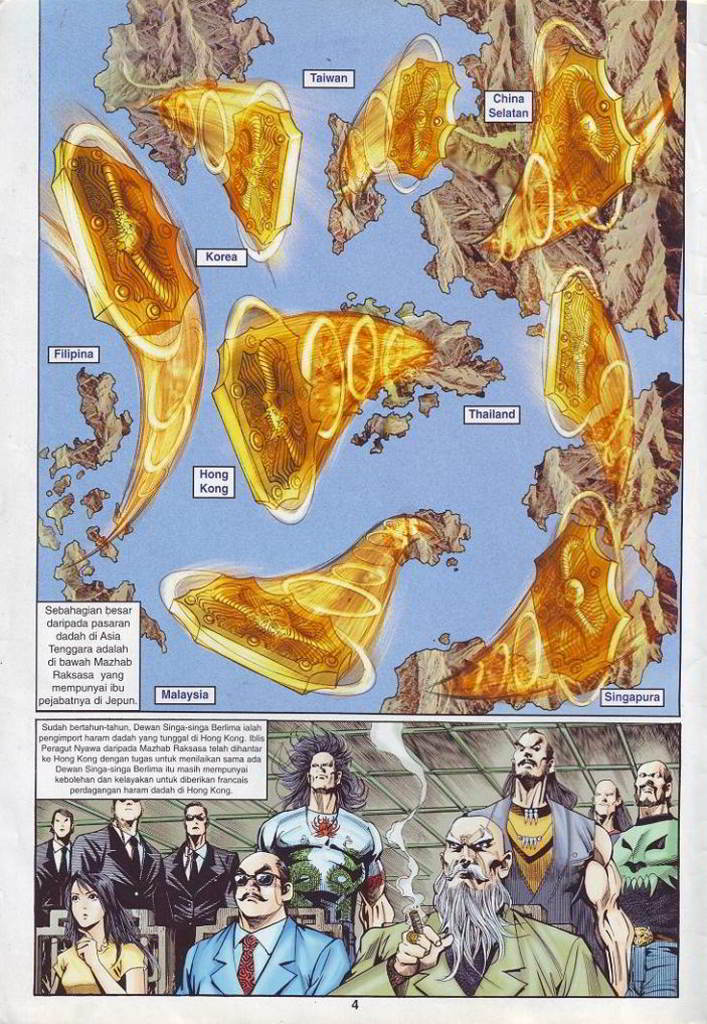 Taiwan
China
Selatan
Korea
Filipina
Thailand
Hong
Kong
Sebahagian besar
daripada pasaran
dadah di Asia
Tenggara adalah
di bawah Mazhab
Raksasa yang
mempunyai ibu
pejabatnya di Jepun.
Malaysia
Singapura
Sudah bertahun-tahun, Dewan Singa-singa Berlima ialah
pengimport haram dadah yang tunggal di Hong Kong. Iblis
Peragut Nyawa daripada Mazhab Raksasa telah dihantar
ke Hong Kong dengan tugas untuk menilaikan sama ada
Dewan Singa-singa Berlima itu masih mempunyai
kebolehan dan kelayakan untuk diberikan francais
perdagangan haram dadah di Hong Kong.
4